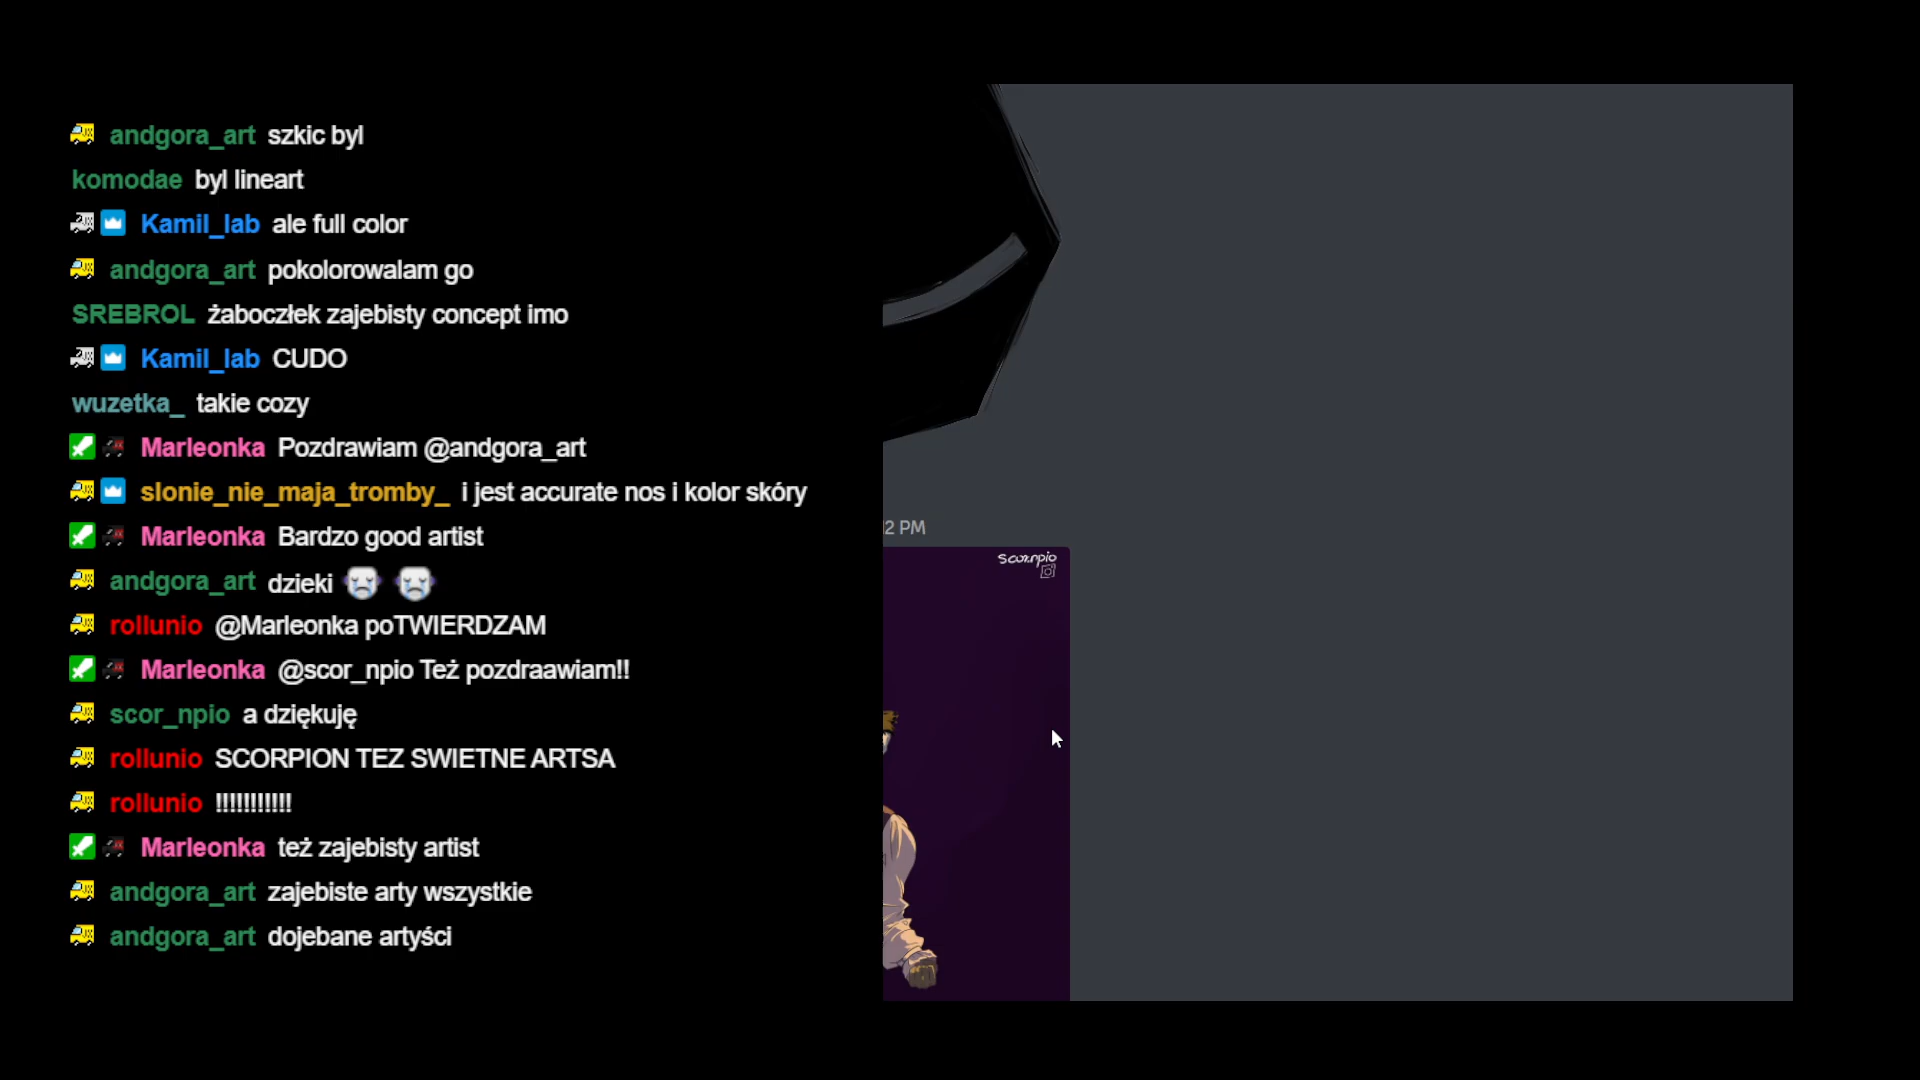 andgora_art szkic byl
komodae byl lineart
Kamil_lab ale full color
andgora_art pokolorowalam go
SREBROL żaboczłek zajebisty concept imo
Kamil_lab CUDO
wuzetka_ takie cozy
Marleonka Pozdrawiam @andgora_art
slonie_nie_maja_tromby_ i jest accurate nos i kolor skóry
Marleonka Bardzo good artist
andgora_art dzieki
rollunio @Marleonka poTWIERDZAM
Marleonka @scor_npio Też pozdraawiam!!
scor_npio a dziękuję
rollunio SCORPION TEZ SWIETNE ARTSA
rollunio !!!!!!!!!!!
Marleonka też zajebisty artist
andgora_art zajebiste arty wszystkie
andgora_art dojebane artyści
2 PM
scor.npio